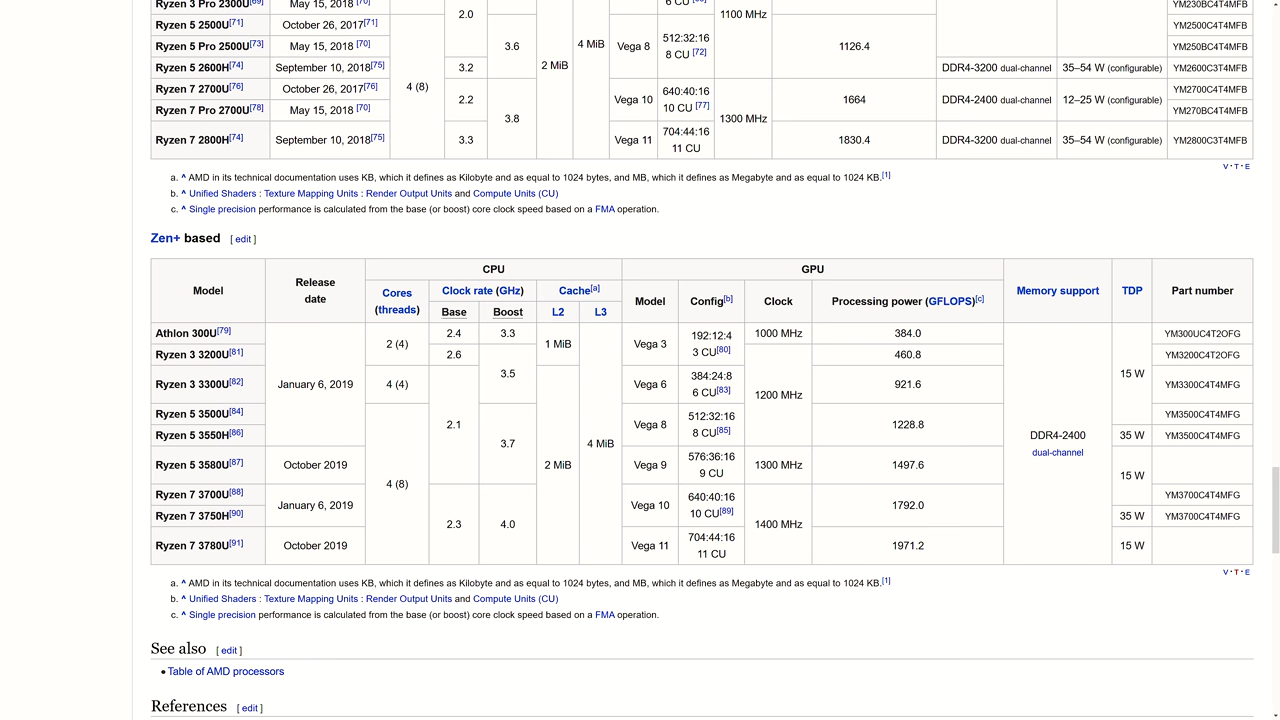 Ryzen 3 Pro 2300U[69] May 15, 2018 [70] 2.0 1100 MHz YM230BC4T4MFB
Ryzen 5 2500U[71] October 26, 2017[71] YM2500C4T4MFB
Ryzen 5 Pro 2500U[73] May 15, 2018 [70] 3.6 4 MiB Vega 8 512:32:16 1126.4 YM250BC4T4MFB
8 CU [72]
Ryzen 5 2600H[74] September 10, 2018[75] 3.2 2 MiB DDR4-3200 dual-channel 35–54 W (configurable) YM2600C3T4MFB
Ryzen 7 2700U[76] October 26, 2017[76] 4 (8) 2.2 Vega 10 640:40:16 1664 DDR4-2400 dual-channel 12–25 W (configurable) YM2700C4T4MFB
Ryzen 7 Pro 2700U[78] May 15, 2018 [70] 3.8 10 CU [77] 1300 MHz YM270BC4T4MFB
Ryzen 7 2800H[74] September 10, 2018[75] 3.3 Vega 11 704:44:16 1830.4 DDR4-3200 dual-channel 35–54 W (configurable) YM2800C3T4MFB
11 CU
V · T · E
a. ^ AMD in its technical documentation uses KB, which it defines as Kilobyte and as equal to 1024 bytes, and MB, which it defines as Megabyte and as equal to 1024 KB.[1]
b. ^ Unified Shaders : Texture Mapping Units : Render Output Units and Compute Units (CU)
c. ^ Single precision performance is calculated from the base (or boost) core clock speed based on a FMA operation.
Zen+ based [ edit ]
CPU GPU
Model Release date Cores (threads) Clock rate (GHz) Cache[a] Model Config[b] Clock Processing power (GFLOPS)[c] Memory support TDP Part number
Base Boost L2 L3
Athlon 300U[79] 2.4 3.3 192:12:4 1000 MHz 384.0 YM300UC4T2OFG
2 (4) 1 MiB Vega 3
Ryzen 3 3200U[81] 2.6 3 CU[80] 460.8 YM3200C4T2OFG
3.5 15 W
Ryzen 3 3300U[82] January 6, 2019 4 (4) Vega 6 384:24:8 1200 MHz 921.6 YM3300C4T4MFG
6 CU[83]
Ryzen 5 3500U[84] 2.1 Vega 8 512:32:16 1228.8 YM3500C4T4MFG
Ryzen 5 3550H[86] 3.7 4 MiB 8 CU[85] DDR4-2400 35 W YM3500C4T4MFG
dual-channel
Ryzen 5 3580U[87] October 2019 2 MiB Vega 9 576:36:16 1300 MHz 1497.6 15 W
4 (8) 9 CU
Ryzen 7 3700U[88] January 6, 2019 Vega 10 640:40:16 1792.0 YM3700C4T4MFG
Ryzen 7 3750H[90] 2.3 4.0 10 CU[89] 1400 MHz 35 W YM3700C4T4MFG
Ryzen 7 3780U[91] October 2019 Vega 11 704:44:16 1971.2 15 W
11 CU
V · T · E
a. ^ AMD in its technical documentation uses KB, which it defines as Kilobyte and as equal to 1024 bytes, and MB, which it defines as Megabyte and as equal to 1024 KB.[1]
b. ^ Unified Shaders : Texture Mapping Units : Render Output Units and Compute Units (CU)
c. ^ Single precision performance is calculated from the base (or boost) core clock speed based on a FMA operation.
See also [ edit ]
• Table of AMD processors
References [ edit ]